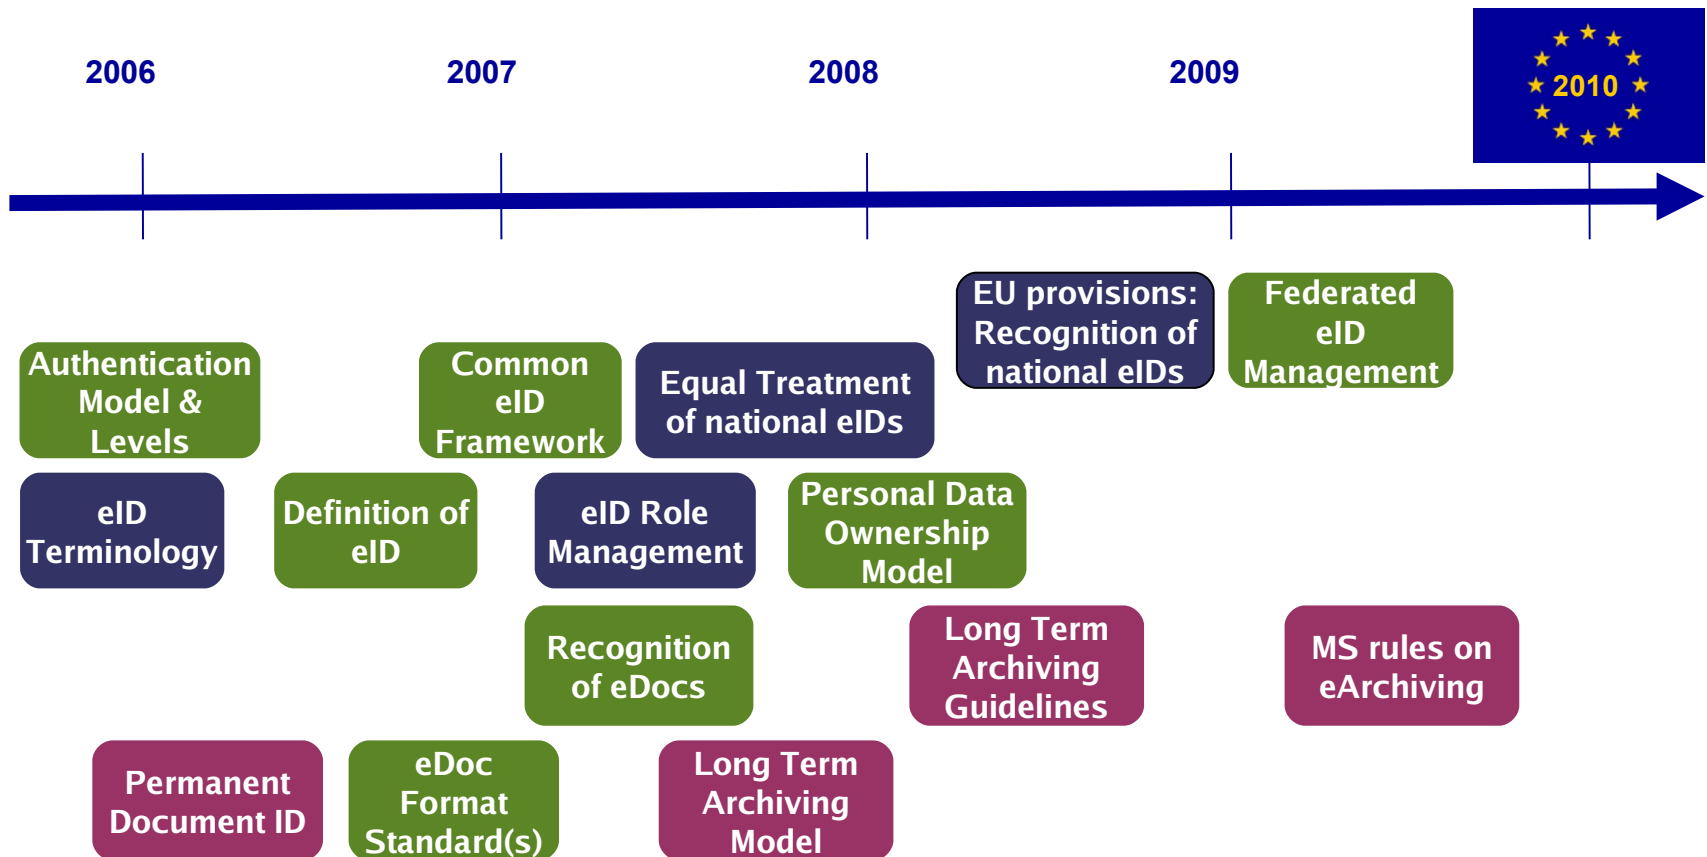 2006
2007
2008
2009
2010
EU provisions:
Recognition of
national eIDs
Federated
eID
Management
Authentication
Model &
Levels
Common
eID
Framework
Equal Treatment
of national eIDs
eID
Terminology
Definition of
eID
eID Role
Management
Personal Data
Ownership
Model
Recognition
of eDocs
Long Term
Archiving
Guidelines
MS rules on
eArchiving
Permanent
Document ID
eDoc
Format
Standard(s)
Long Term
Archiving
Model